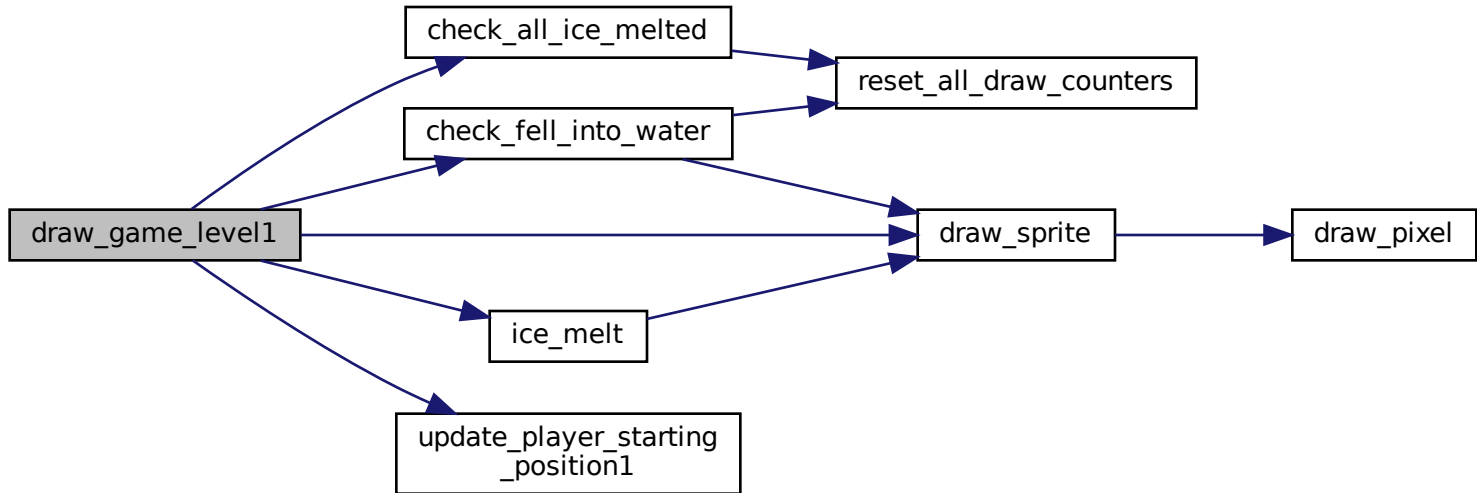 check_all_ice_melted
reset_all_draw_counters
check_fell_into_water
draw_game_level1
draw_sprite
draw_pixel
ice_melt
update_player_starting
_position1